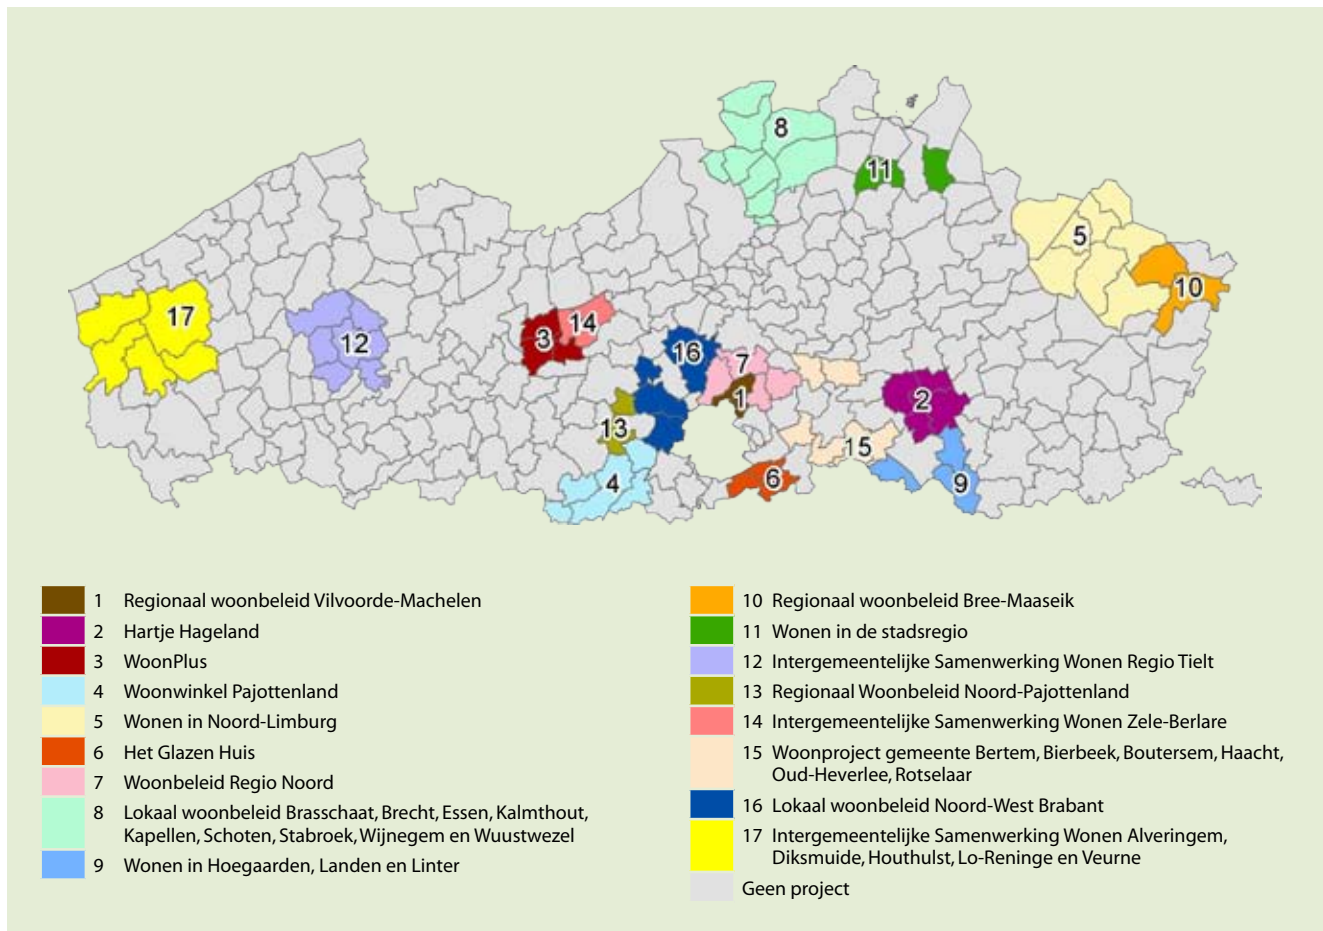 8
11
5
10
17
12
3
14
16
7
1
2
13
15
4
6
9
1 Regionaal woonbeleid Vilvoorde-Machelen
2 Hartje Hageland
3 WoonPlus
4 Woonwinkel Pajottenland
5 Wonen in Noord-Limburg
6 Het Glazen Huis
7 Woonbeleid Regio Noord
8 Lokaal woonbeleid Brasschaat, Brecht, Essen, Kalmthout,
Kapellen, Schoten, Stabroek, Wijnegem en Wuustwezel
9 Wonen in Hoegaarden, Landen en Linter
10 Regionaal woonbeleid Bree-Maaseik
11 Wonen in de stadsregio
12 Intergemeentelijke Samenwerking Wonen Regio Tielt
13 Regionaal Woonbeleid Noord-Pajottenland
14 Intergemeentelijke Samenwerking Wonen Zele-Berlare
15 Woonproject gemeente Bertem, Bierbeek, Boutersem, Haacht,
Oud-Heverlee, Rotselaar
16 Lokaal woonbeleid Noord-West Brabant
17 Intergemeentelijke Samenwerking Wonen Alveringem,
Diksmuide, Houthulst, Lo-Reninge en Veurne
Geen project